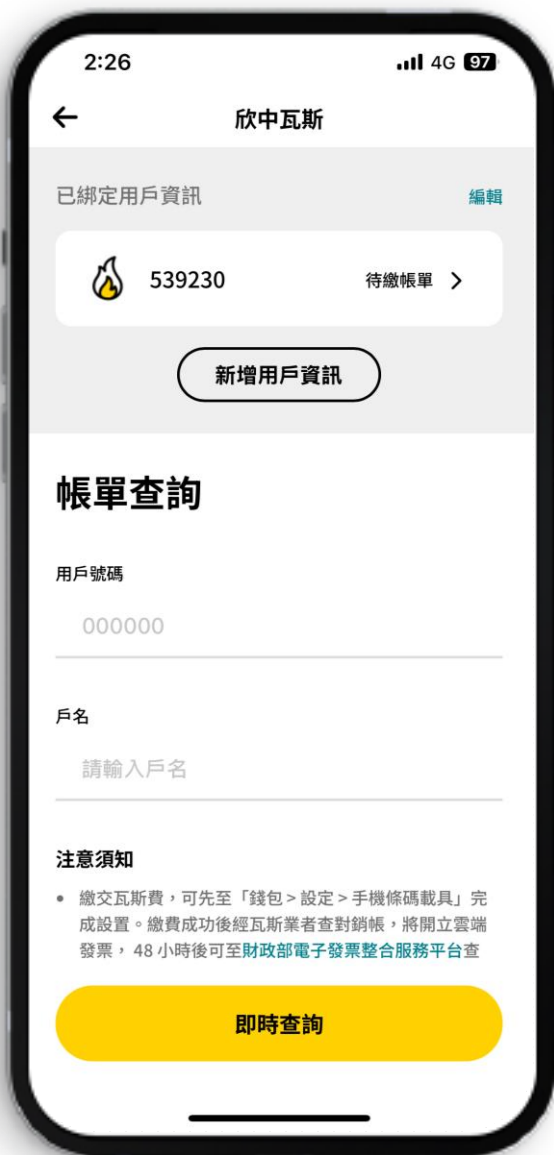 2:26
4G 97
欣中瓦斯
已綁定用戶資訊
編輯
539230
待繳帳單
新增用戶資訊
帳單查詢
用戶號碼
000000
戶名
請輸入戶名
注意須知
• 繳交瓦斯費，可先至「錢包 > 設定 > 手機條碼載具」完
成設置。繳費成功後經瓦斯業者查對銷帳，將開立雲端
發票， 48 小時後可至財政部電子發票整合服務平台查
即時查詢